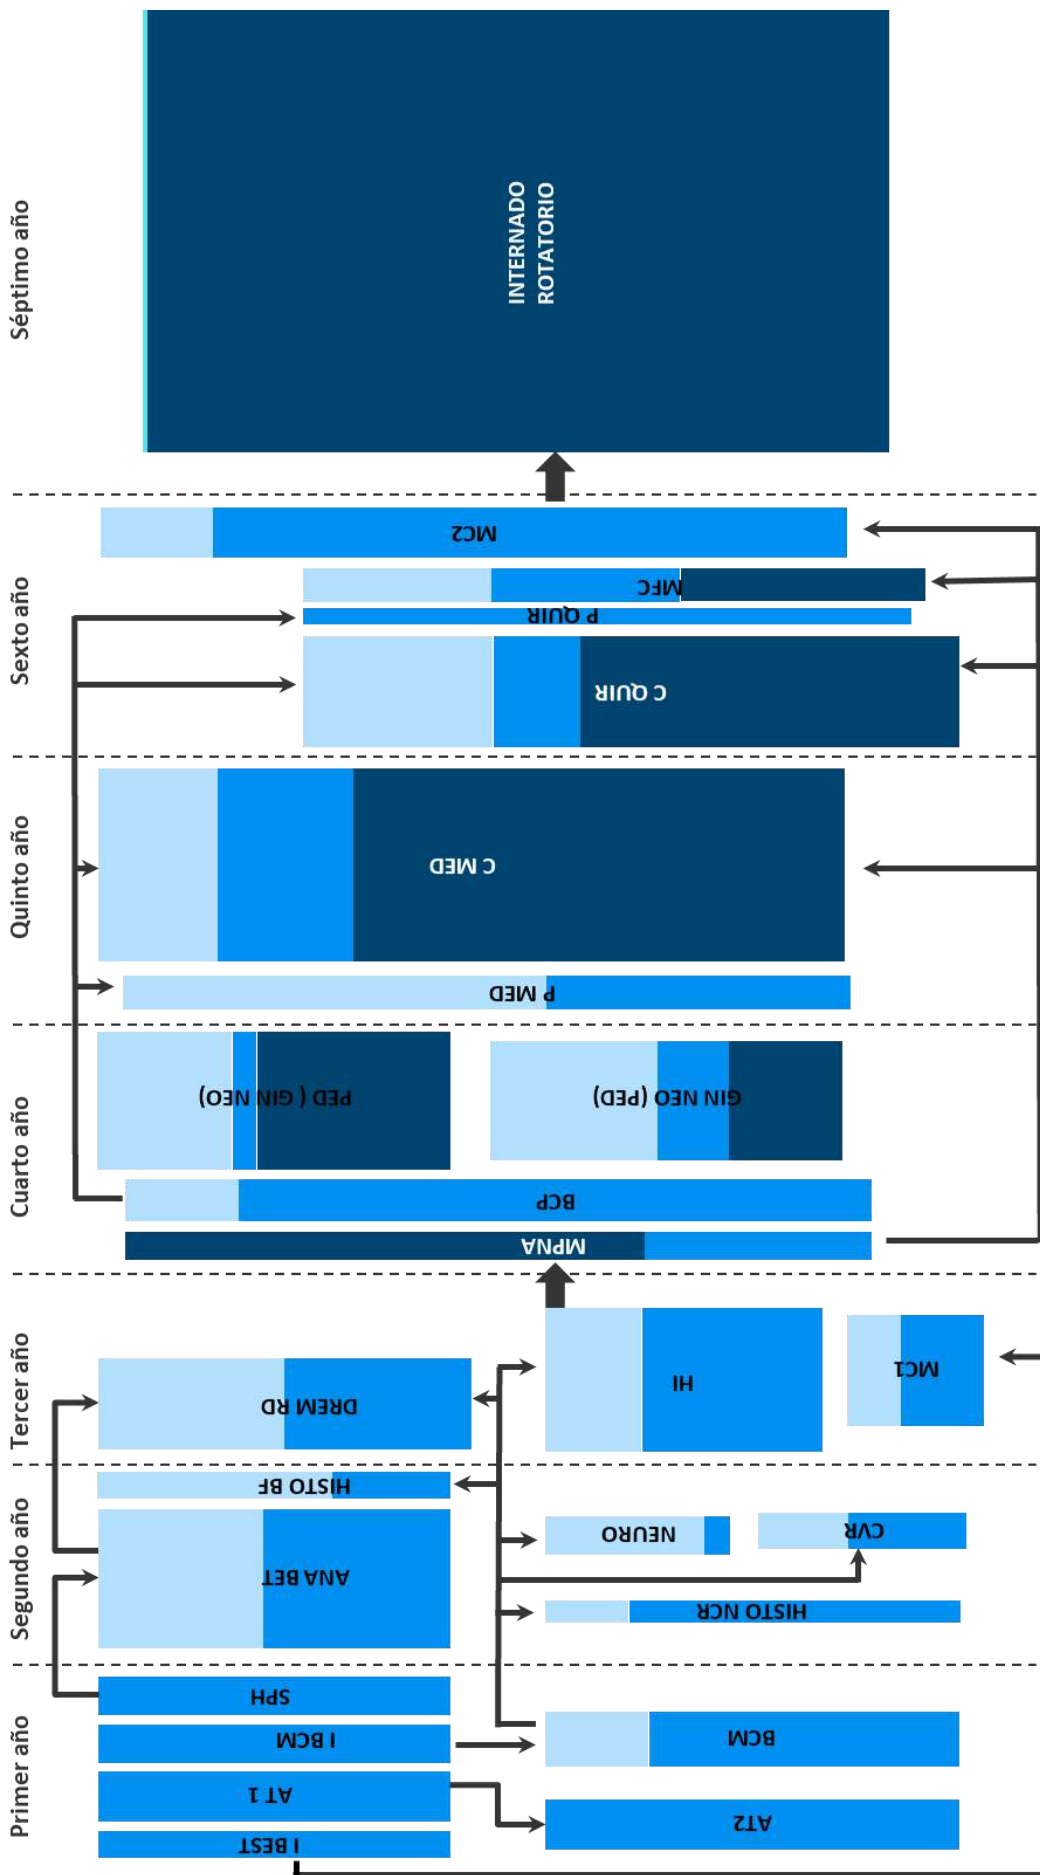 Primer año
Segundo año
Tercer año
Cuarto año
Quinto año
Sexto año
Séptimo año
I BEST
AT 1
I BCM
SPH
AT2
BCM
ANA BET
HISTO BF
HISTO NCR
NEURO
CVR
DREM RD
HI
MC1
MPNA
BCP
PED ( GIN NEO)
GIN NEO (PED)
P MED
C MED
C QUIR
P QUIR
MFC
MC2
INTERNADO
ROTATORIO